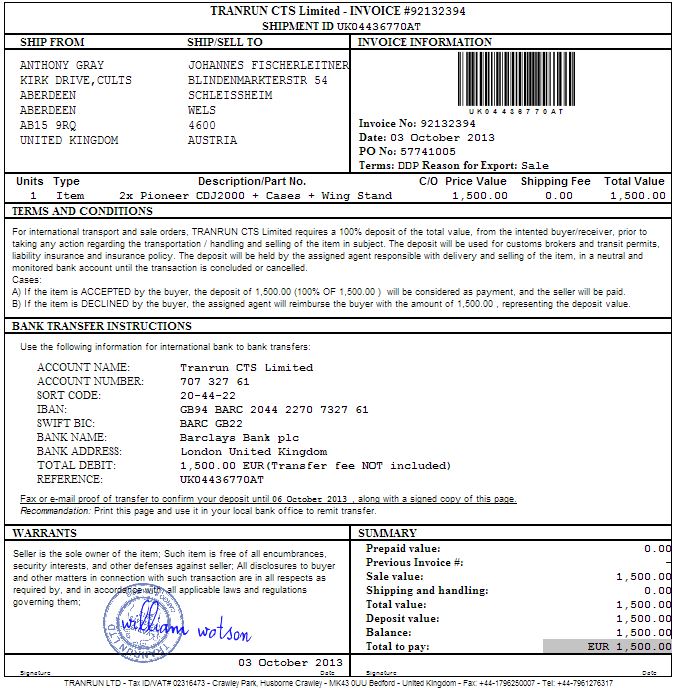 TRANRUN CTS Limited - INVOICE #92132394
SHIPMENT ID UK04436770AT
SHIP FROM SHIP/SELL TO INVOICE INFORMATION
ANTHONY GRAY JOHANNES FISCHERLEITNER
KIRK DRIVE,CULTS BLINDENMARKTERSTR 54
ABERDEEN SCHLEISSHEIM
ABERDEEN WELS
AB15 9RQ 4600
UNITED KINGDOM AUSTRIA
UK04436770AT
Invoice No: 92132394
Date: 03 October 2013
PO No: 57741005
Terms: DDP Reason for Export: Sale
Units Type Description/Part No. C/O Price Value Shipping Fee Total Value
1 Item 2x Pioneer CDJ2000 + Cases + Wing Stand 1,500.00 0.00 1,500.00
TERMS AND CONDITIONS
For international transport and sale orders, TRANRUN CTS Limited requires a 100% deposit of the total value, from the intended buyer/receiver, prior to
taking any action regarding the transportation / handling and selling of the item in subject. The deposit will be used for customs brokers and transit permits,
liability insurance and insurance policy. The deposit will be held by the assigned agent responsible with delivery and selling of the item, in a neutral and
monitored bank account until the transaction is concluded or cancelled.
Cases:
A) If the item is ACCEPTED by the buyer, the deposit of 1,500.00 (100% OF 1,500.00 ) will be considered as payment, and the seller will be paid.
B) If the item is DECLINED by the buyer, the assigned agent will reimburse the buyer with the amount of 1,500.00 , representing the deposit value.
BANK TRANSFER INSTRUCTIONS
Use the following information for international bank to bank transfers:
ACCOUNT NAME: Tranrun CTS Limited
ACCOUNT NUMBER: 707 327 61
SORT CODE: 20-44-22
IBAN: GB94 BARC 2044 2270 7327 61
SWIFT BIC: BARC GB22
BANK NAME: Barclays Bank plc
BANK ADDRESS: London United Kingdom
TOTAL DEBIT: 1,500.00 EUR(Transfer fee NOT included)
REFERENCE: UK04436770AT
Fax or e-mail proof of transfer to confirm your deposit until 06 October 2013 , along with a signed copy of this page.
Recommendation: Print this page and use it in your local bank office to remit transfer.
WARRANTS
Seller is the sole owner of the item; Such item is free of all encumbrances,
security interests, and other defenses against seller; All disclosures to buyer
and other matters in connection with such transaction are in all respects as
required by, and in accordance with, all applicable laws and regulations
governing them;
william wotson
03 October 2013
Signature Date
SUMMARY
Prepaid value: 0.00
Previous Invoice #: -
Sale value: 1,500.00
Shipping and handling: 0.00
Total value: 1,500.00
Deposit value: 1,500.00
Balance: 1,500.00
Total to pay: EUR 1,500.00
Signature Date
TRANRUN LTD - Tax ID/VAT# 02316473 - Crawley Park, Husborne Crawley - MK43 0UU Bedford - United Kingdom - Fax: +44-1796250007 - Tel: +44-7961276317